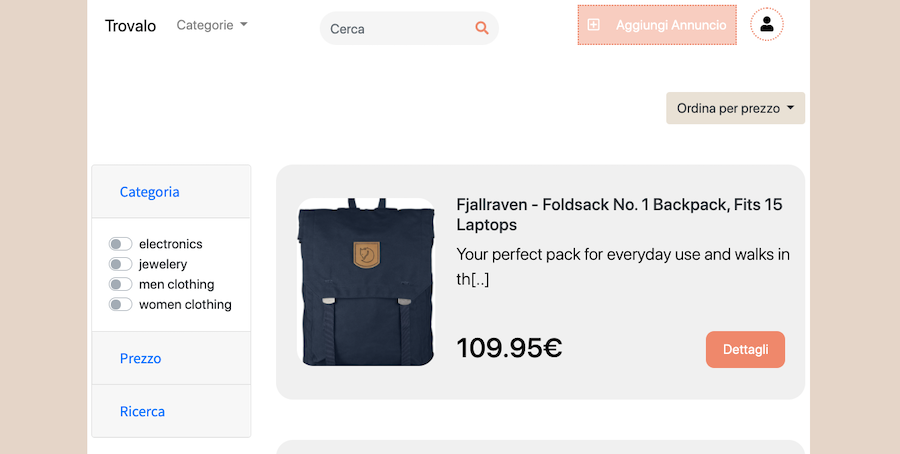 Trovalo
Categorie
Cerca
Aggiungi Annuncio
Ordina per prezzo
Categoria
electronics
jewelery
men clothing
women clothing
Prezzo
Ricerca
Fjallraven - Foldsack No. 1 Backpack, Fits 15
Laptops
Your perfect pack for everyday use and walks in
th[..]
109.95€
Dettagli